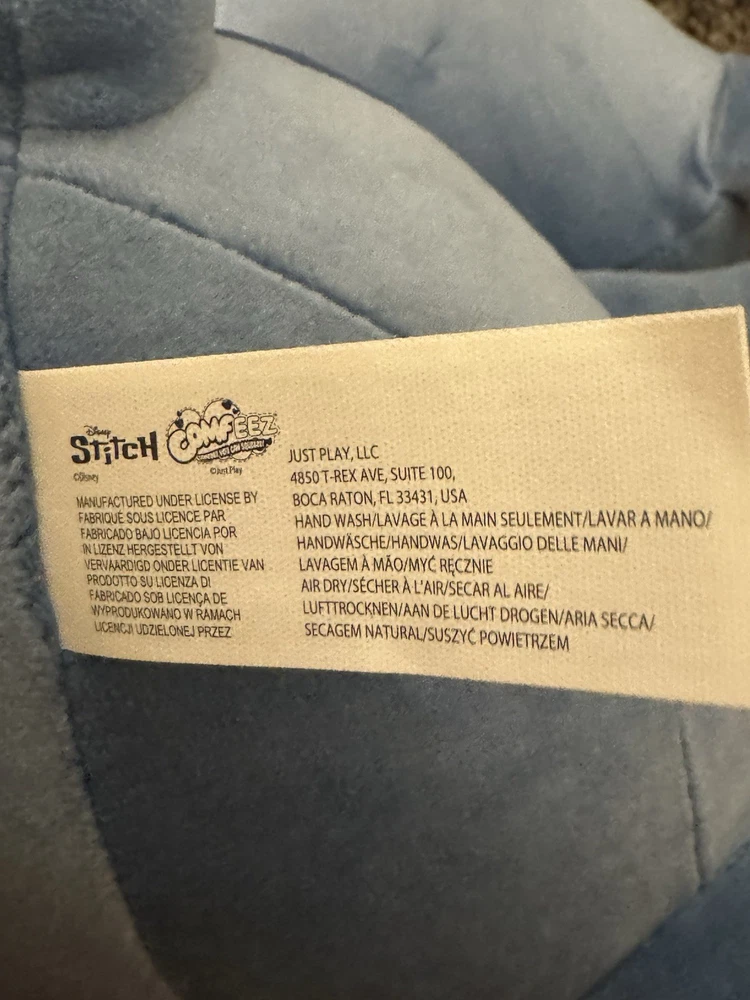 Disney
STITCH
©Disney
COMFEEZ
©Just Play
MANUFACTURED UNDER LICENSE BY
FABRIQUÉ SOUS LICENCE PAR
FABRICADO BAJO LICENCIA POR
IN LIZENZ HERGESTELLT VON
VERVAARDIGD ONDER LICENTIE VAN
PRODOTTO SU LICENZA DI
FABRICADO SOB LICENÇA DE
WYPRODUKOWANO W RAMACH
LICENCJI UDZIELONEJ PRZEZ
JUST PLAY, LLC
4850 T-REX AVE, SUITE 100,
BOCA RATON, FL 33431, USA
HAND WASH/LAVAGE À LA MAIN SEULEMENT/LAVAR A MANO/
HANDWÄSCHE/HANDWAS/LAVAGGIO DELLE MANI/
LAVAGEM À MÃO/MYĆ RĘCZNIE
AIR DRY/SÉCHER À L'AIR/SECAR AL AIRE/
LUFTTROCKNEN/AAN DE LUCHT DROGEN/ARIA SECCA/
SECAGEM NATURAL/SUSZYĆ POWIETRZEM